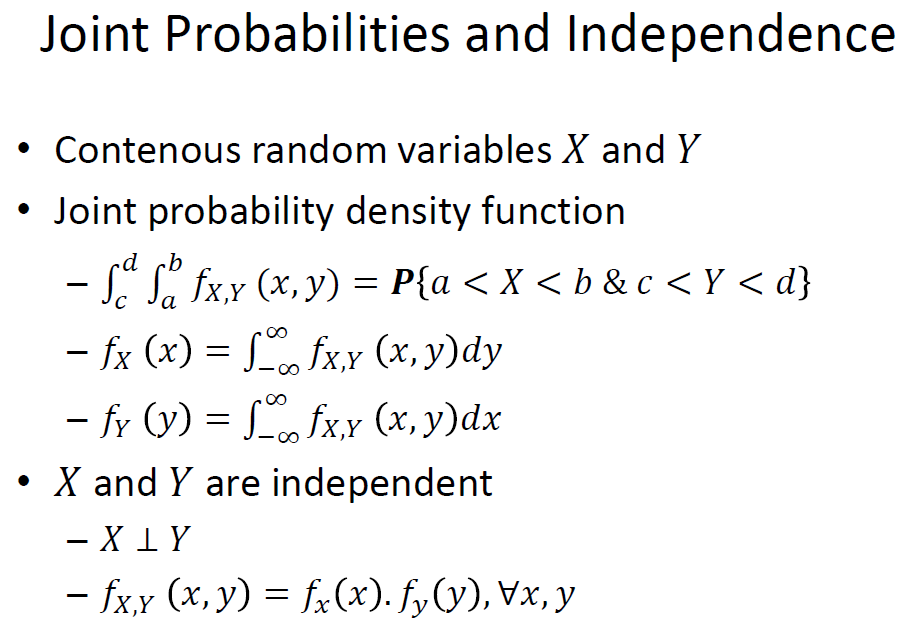 Joint Probabilities and Independence
• Contenous random variables X and Y
• Joint probability density function
– ∫_c^d ∫_a^b f_{X,Y} (x, y) = P{a < X < b & c < Y < d}
– f_X (x) = ∫_{−∞}^{∞} f_{X,Y} (x, y)dy
– f_Y (y) = ∫_{−∞}^{∞} f_{X,Y} (x, y)dx
• X and Y are independent
– X ⊥ Y
– f_{X,Y} (x, y) = f_x(x). f_y(y), ∀x, y